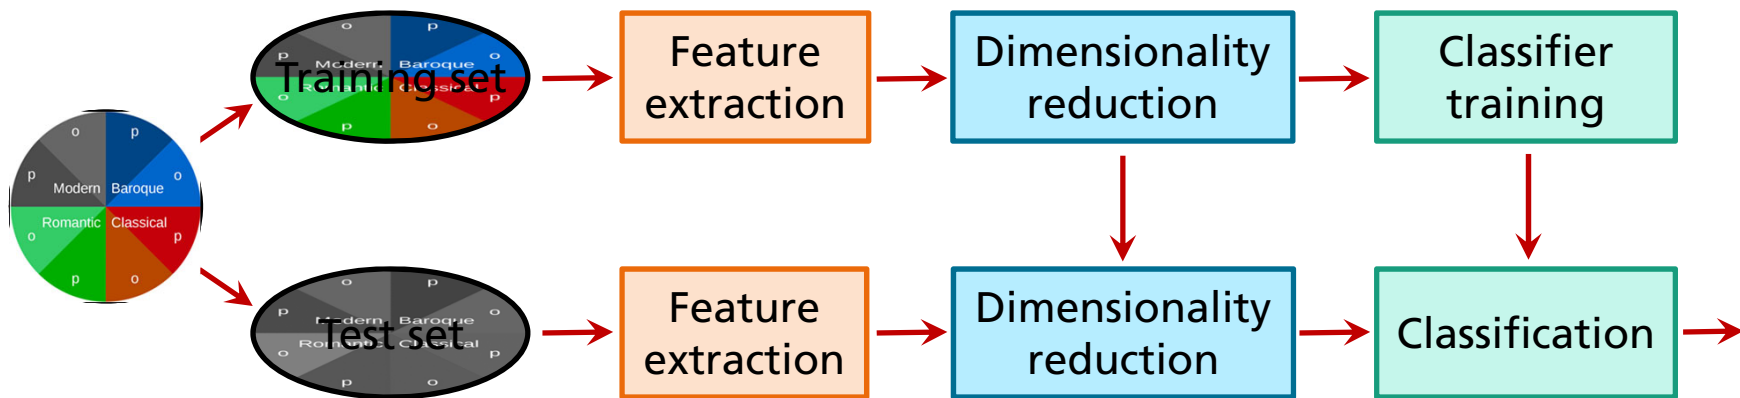 o p
p o
Modern Baroque
Romantic Classical
o p
p o
o p
p o
Modern Baroque
Training set
Romantic Classical
o p
p o
Feature
extraction
Dimensionality
reduction
Classifier
training
o p
p o
Modern Baroque
Test set
Romantic Classical
o p
p o
Feature
extraction
Dimensionality
reduction
Classification